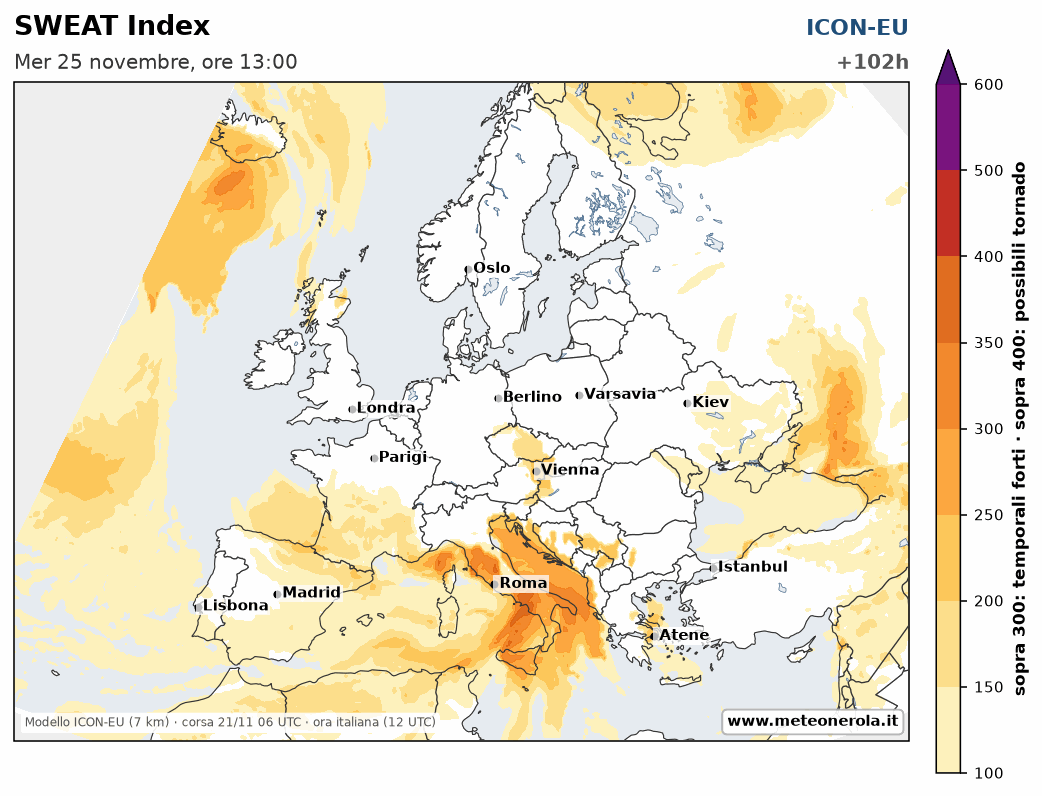 SWEAT Index
ICON-EU
Mer 25 novembre, ore 13:00
+102h
Oslo
Berlino
Varsavia
Kiev
Londra
Parigi
Vienna
Istanbul
Roma
Madrid
Lisbona
Atene
Modello ICON-EU (7 km) · corsa 21/11 06 UTC · ora italiana (12 UTC)
www.meteonerola.it
600
500
400
350
300
250
200
150
100
sopra 300: temporali forti · sopra 400: possibili tornado